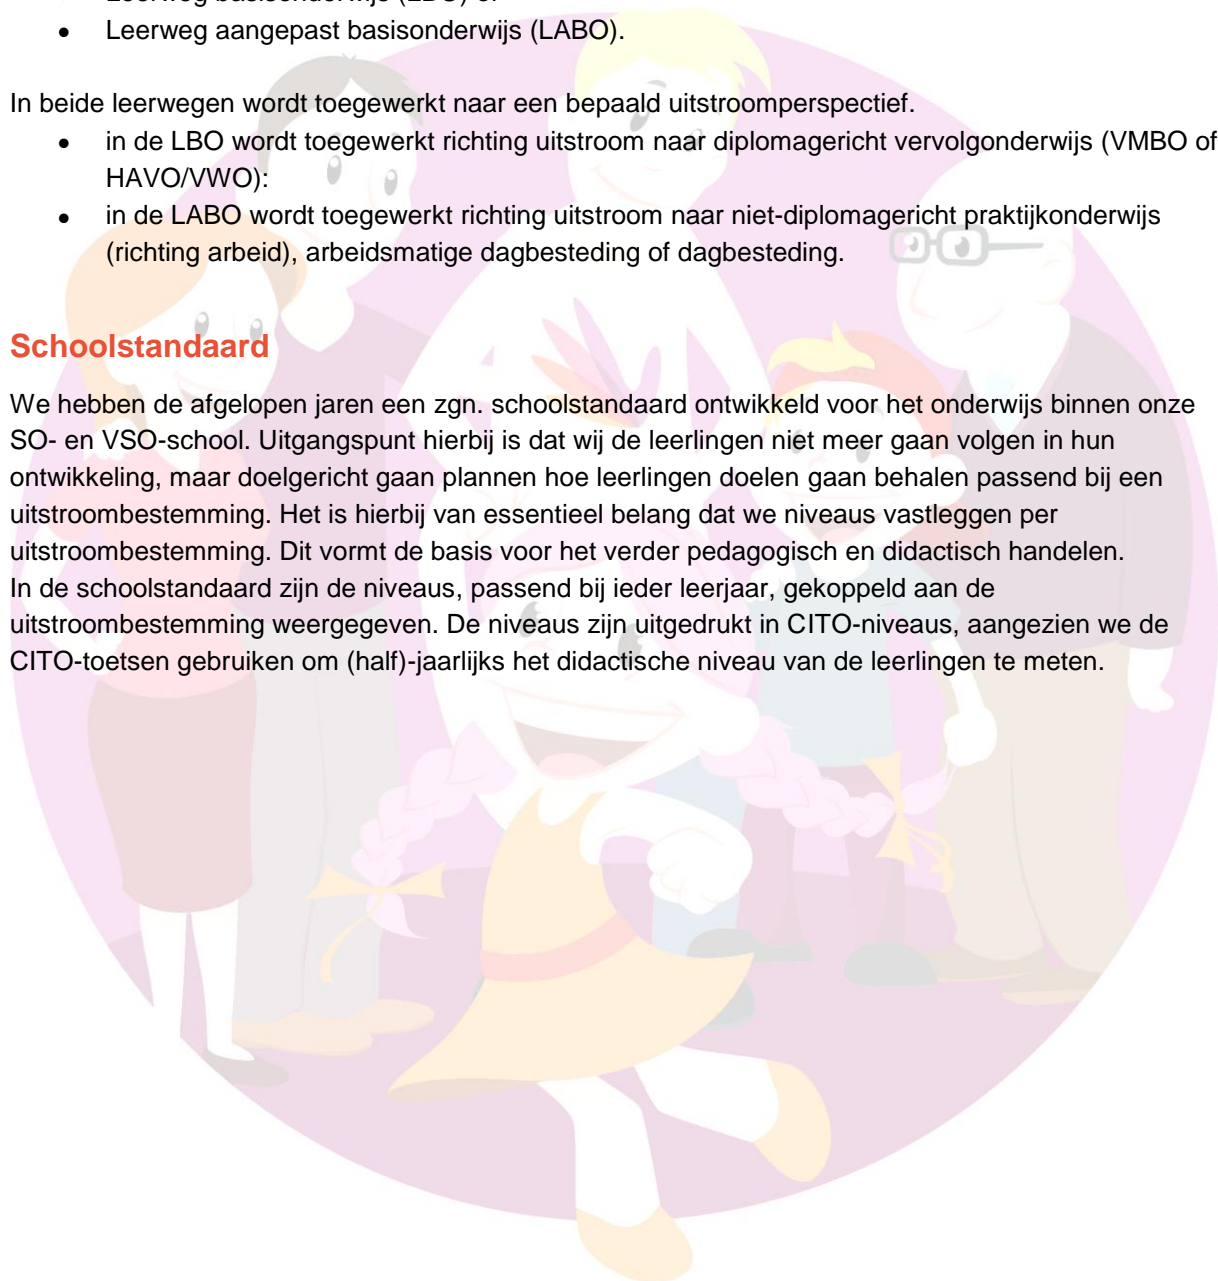 • Leerweg aangepast basisonderwijs (LABO).
In beide leerwegen wordt toegewerkt naar een bepaald uitstroomperspectief.
• in de LBO wordt toegewerkt richting uitstroom naar diplomagericht vervolgonderwijs (VMBO of
HAVO/VWO):
• in de LABO wordt toegewerkt richting uitstroom naar niet-diplomagericht praktijkonderwijs
(richting arbeid), arbeidsmatige dagbesteding of dagbesteding.
Schoolstandaard
We hebben de afgelopen jaren een zgn. schoolstandaard ontwikkeld voor het onderwijs binnen onze
SO- en VSO-school. Uitgangspunt hierbij is dat wij de leerlingen niet meer gaan volgen in hun
ontwikkeling, maar doelgericht gaan plannen hoe leerlingen doelen gaan behalen passend bij een
uitstroombestemming. Het is hierbij van essentieel belang dat we niveaus vastleggen per
uitstroombestemming. Dit vormt de basis voor het verder pedagogisch en didactisch handelen.
In de schoolstandaard zijn de niveaus, passend bij ieder leerjaar, gekoppeld aan de
uitstroombestemming weergegeven. De niveaus zijn uitgedrukt in CITO-niveaus, aangezien we de
CITO-toetsen gebruiken om (half)-jaarlijks het didactische niveau van de leerlingen te meten.